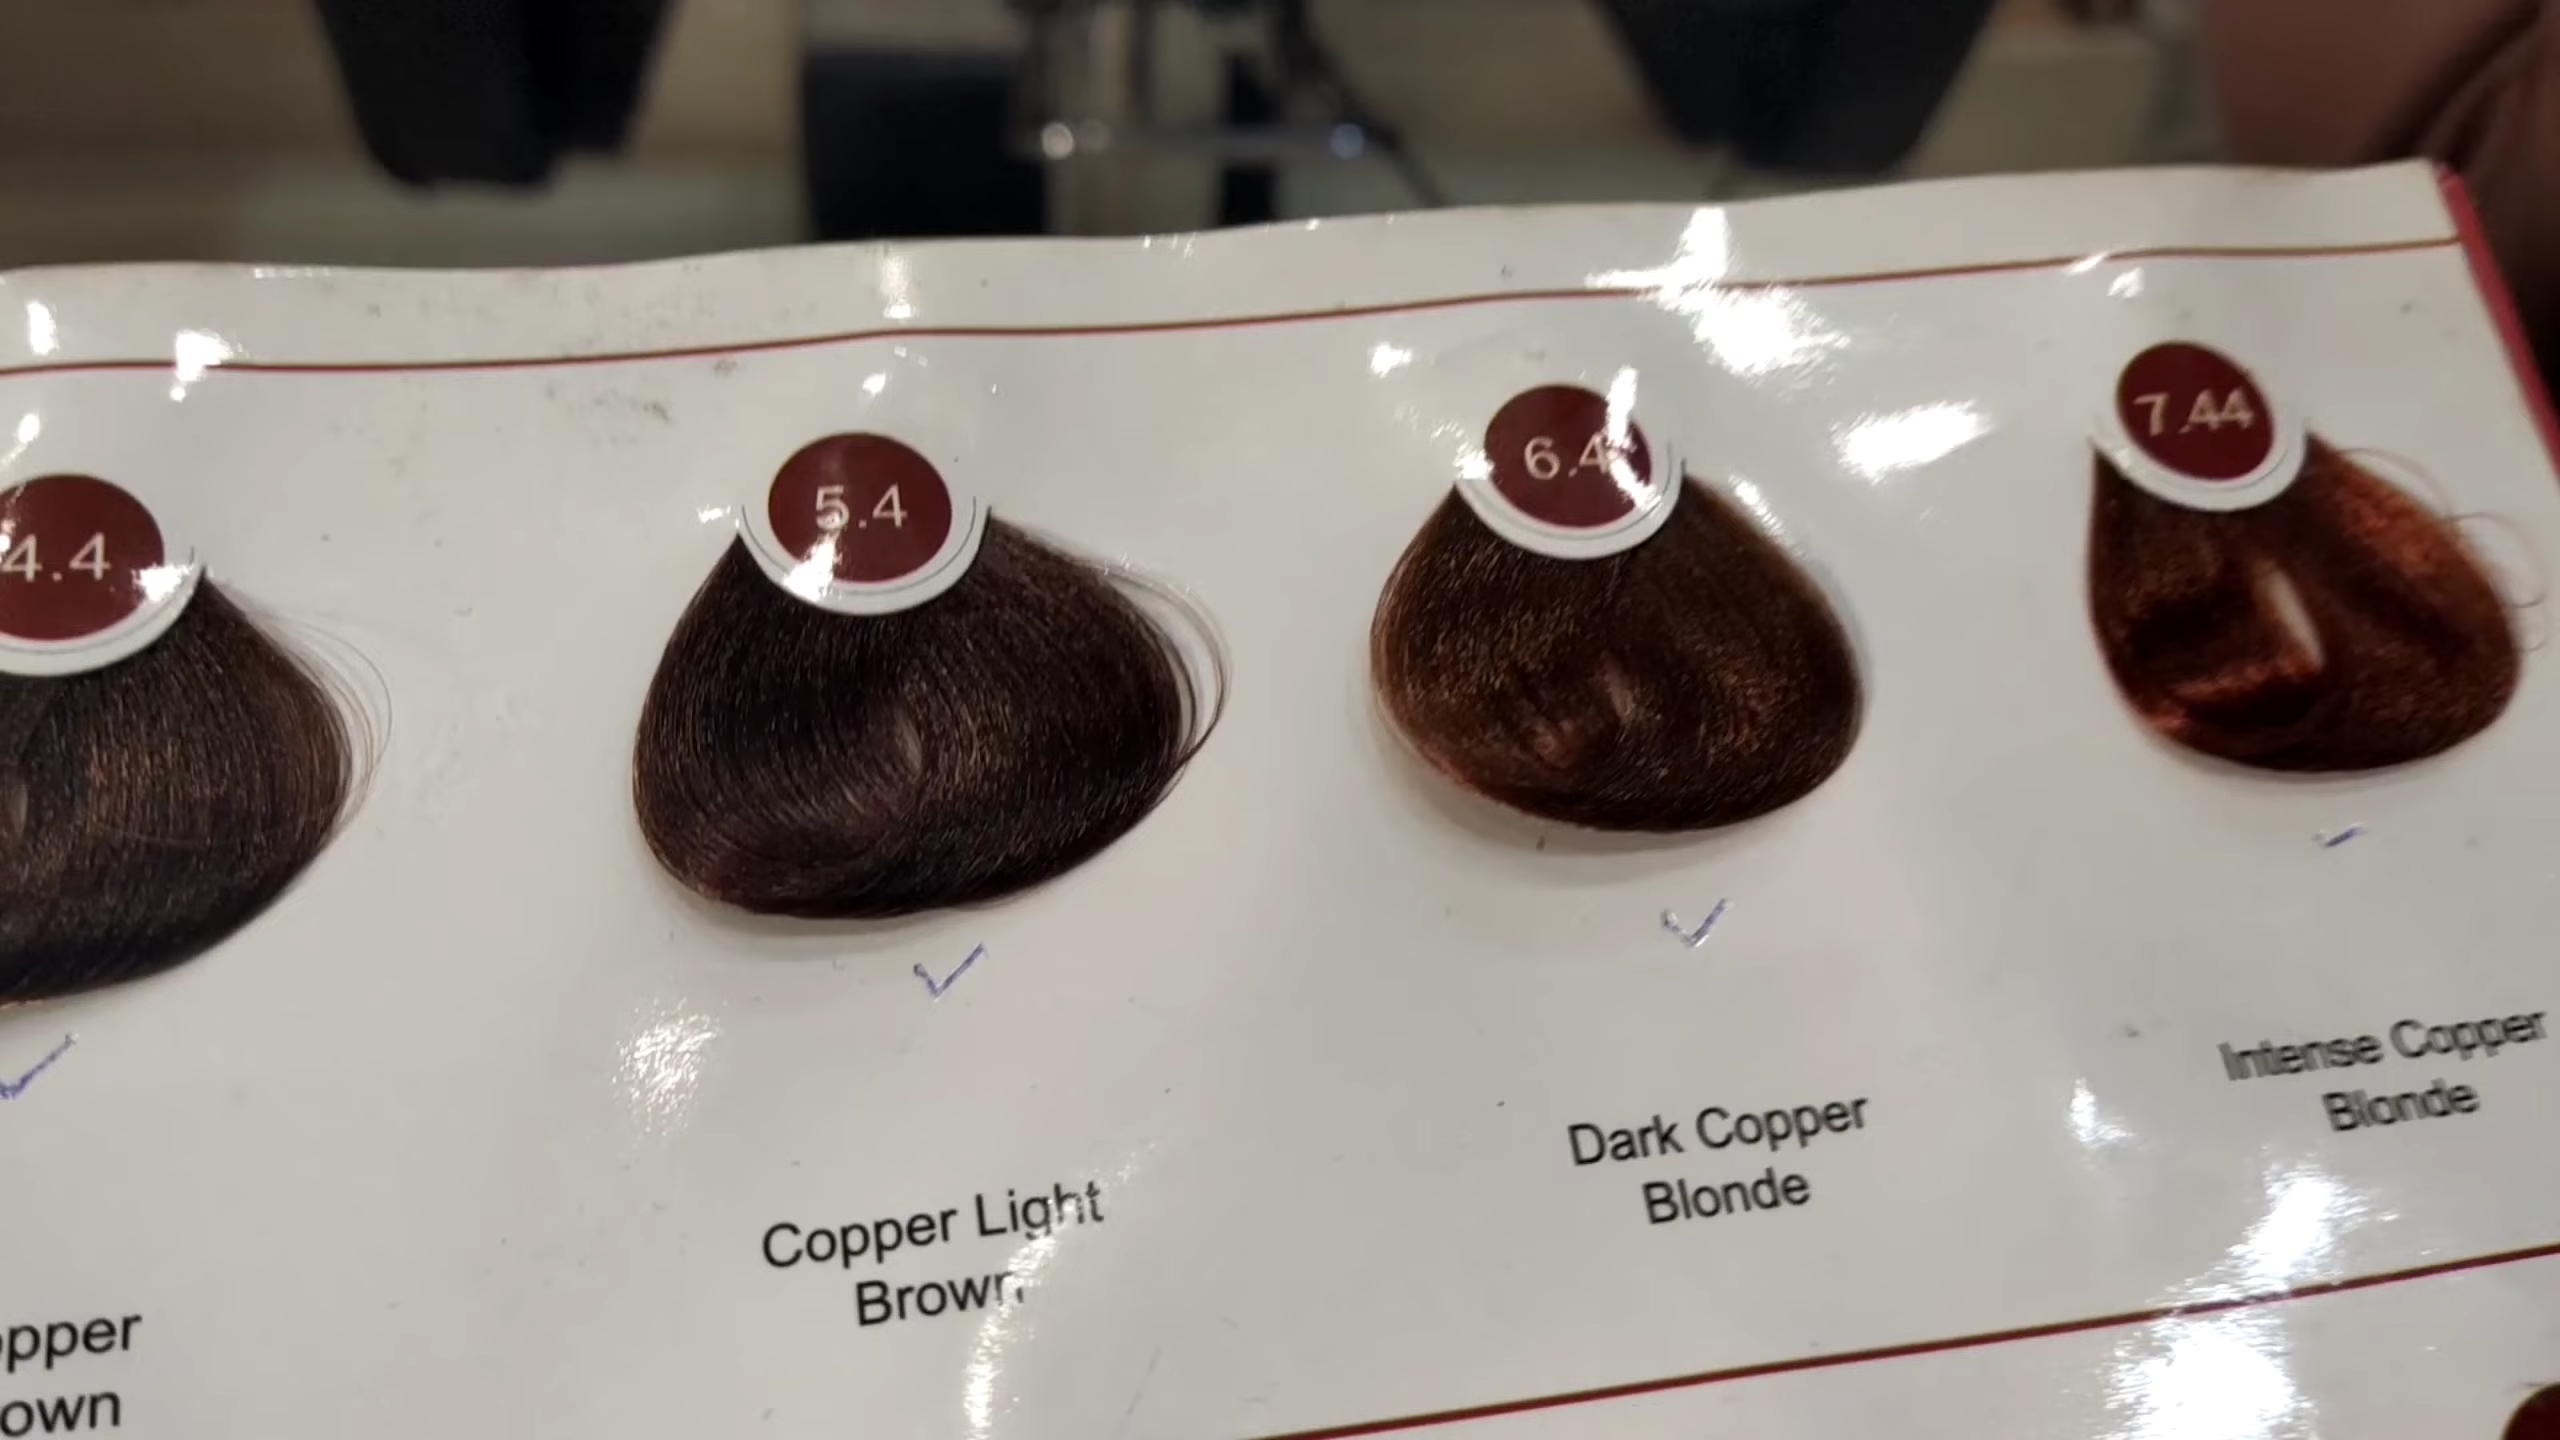 4.4
5.4
6.4
7.44
Copper Light
Brown
Dark Copper
Blonde
Intense Copper
Blonde
opper
own